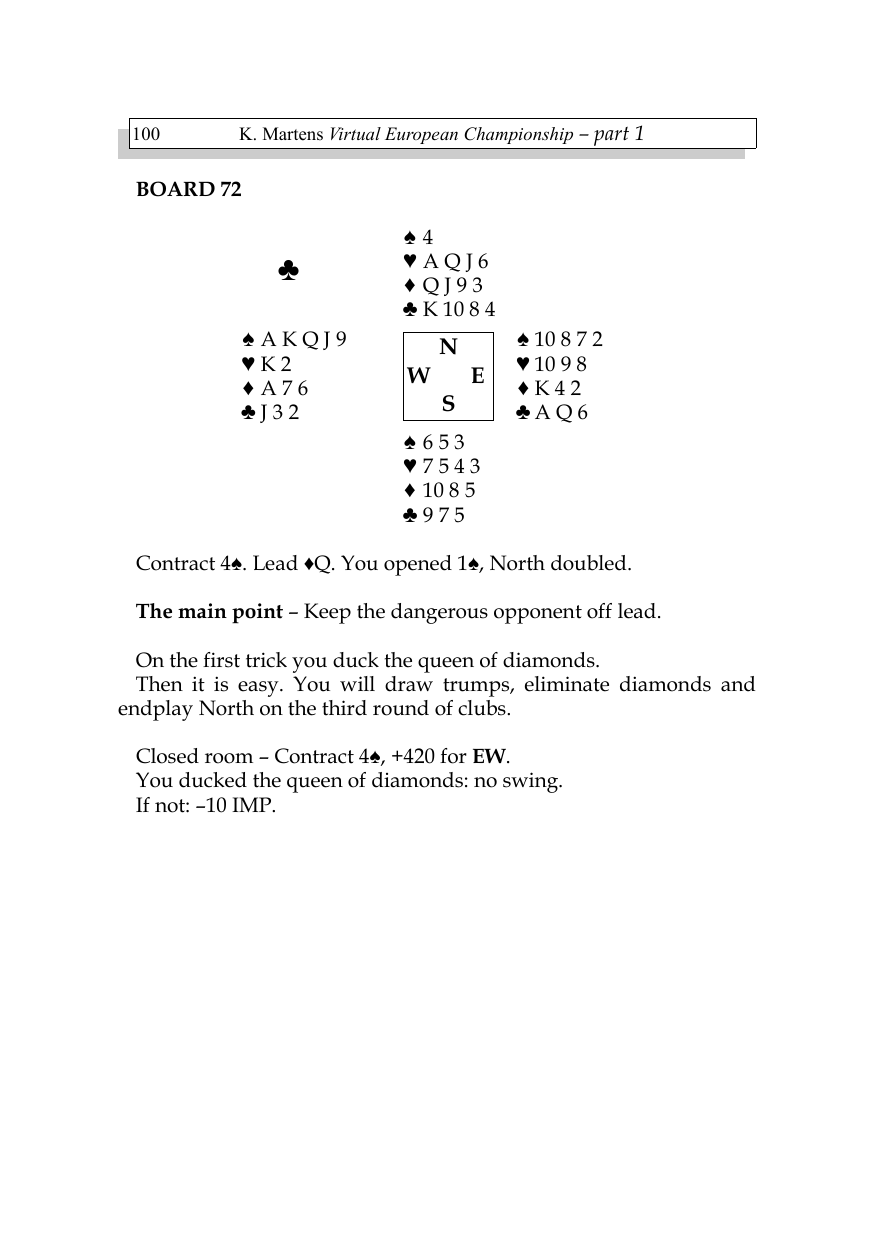 100 K. Martens Virtual European Championship – part 1
BOARD 72
♣
♠ 4
♥ A Q J 6
♦ Q J 9 3
♣ K 10 8 4
♠ A K Q J 9
♥ K 2
♦ A 7 6
♣ J 3 2
N
W E
S
♠ 10 8 7 2
♥ 10 9 8
♦ K 4 2
♣ A Q 6
♠ 6 5 3
♥ 7 5 4 3
♦ 10 8 5
♣ 9 7 5
Contract 4♠. Lead ♦Q. You opened 1♠, North doubled.
The main point – Keep the dangerous opponent off lead.
On the first trick you duck the queen of diamonds.
Then it is easy. You will draw trumps, eliminate diamonds and
endplay North on the third round of clubs.
Closed room – Contract 4♠, +420 for EW.
You ducked the queen of diamonds: no swing.
If not: –10 IMP.